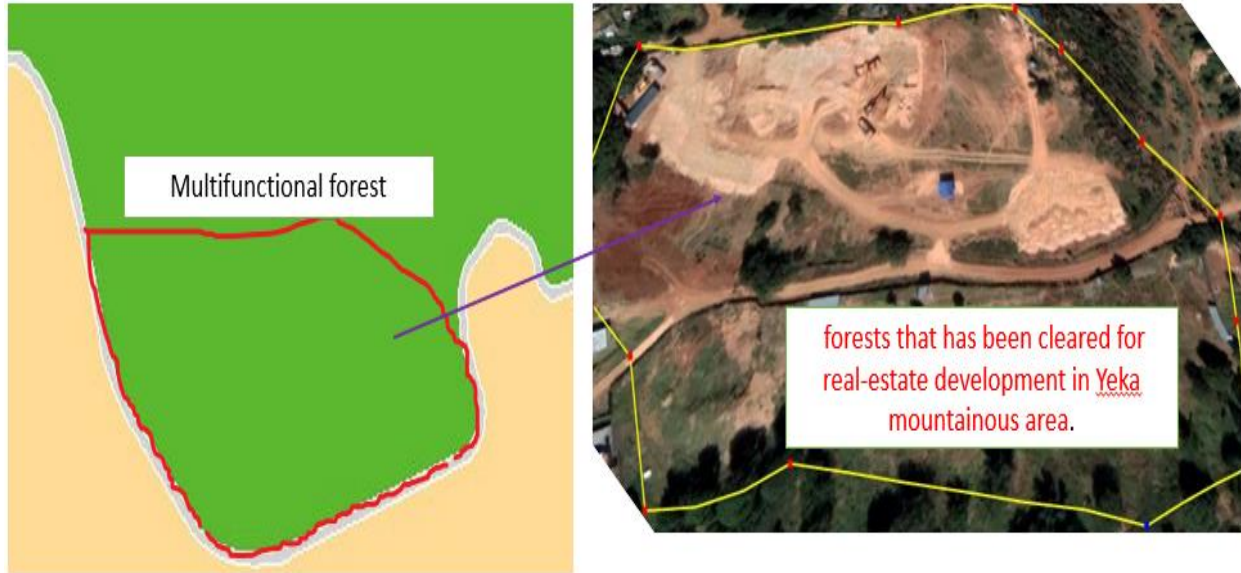 Multifunctional forest
forests that has been cleared for
real-estate development in Yeka
mountainous area.